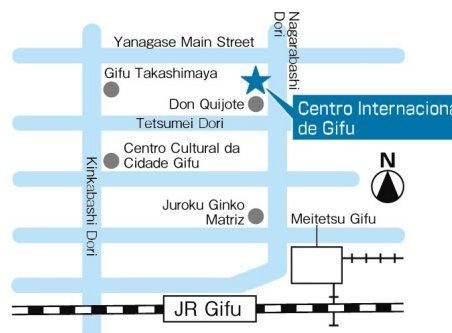 Yanagase Main Street
Nagarabashi
Dori
Gifu Takashimaya
Don Quijote
Centro Internaciona
de Gifu
Tetsumei Dori
Centro Cultural da
Cidade Gifu
Kinkabashi Dori
N
Juroku Ginko
Matriz
Meitetsu Gifu
JR Gifu